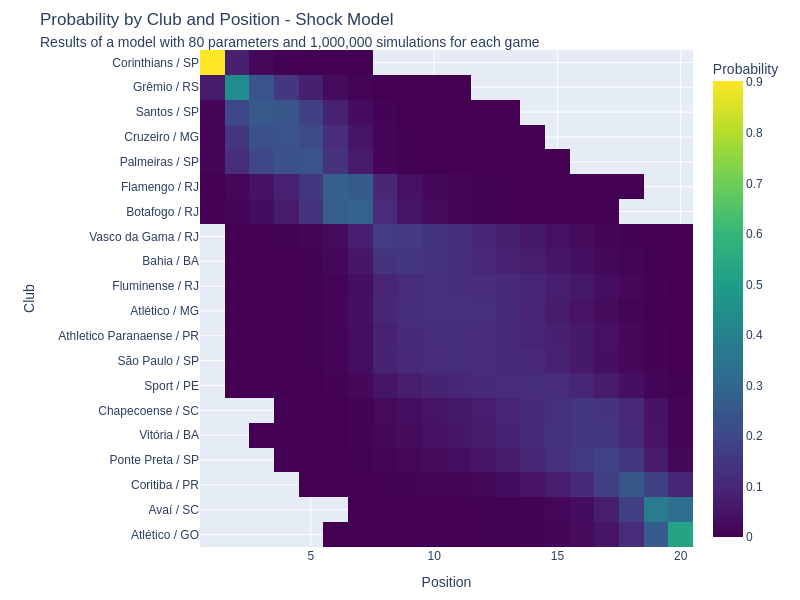 Probability by Club and Position - Shock Model
Results of a model with 80 parameters and 1,000,000 simulations for each game
Probability
Club
Corinthians / SP
Grêmio / RS
Santos / SP
Cruzeiro / MG
Palmeiras / SP
Flamengo / RJ
Botafogo / RJ
Vasco da Gama / RJ
Bahia / BA
Fluminense / RJ
Atlético / MG
Athletico Paranaense / PR
São Paulo / SP
Sport / PE
Chapecoense / SC
Vitória / BA
Ponte Preta / SP
Coritiba / PR
Avaí / SC
Atlético / GO
0.9
0.8
0.7
0.6
0.5
0.4
0.3
0.2
0.1
0
5 10 15 20
Position